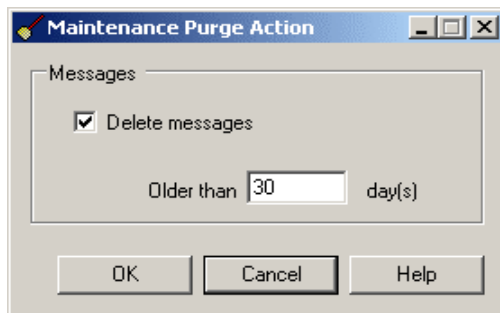 Maintenance Purge Action
Messages
Delete messages
Older than 30 day(s)
OK Cancel Help